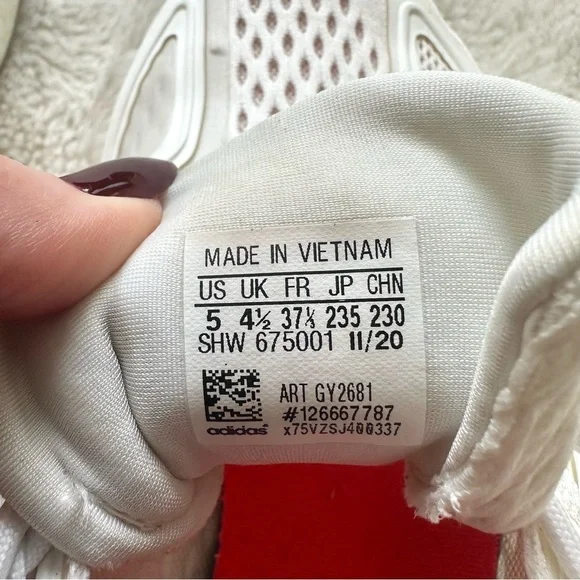 MADE IN VIETNAM
US UK FR JP CHN
5 4½ 37⅓ 235 230
SHW 675001 11/20
ART GY2681
#126667787
adidas x75VZSJ400337